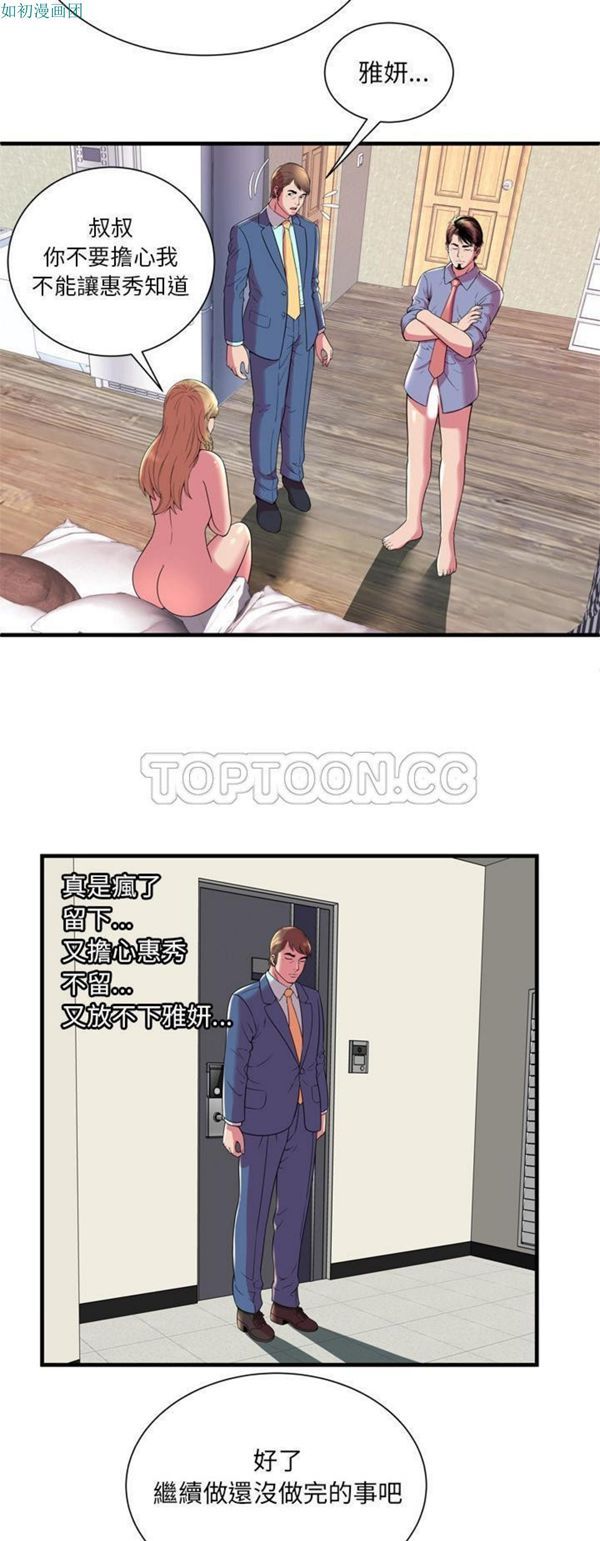 如初漫画团
雅妍...
叔叔
你不要擔心我
不能讓惠秀知道
TOPTOON.CC
真是瘋了
留下...
又擔心惠秀
不留...
又放不下雅妍...
好了
繼續做還沒做完的事吧